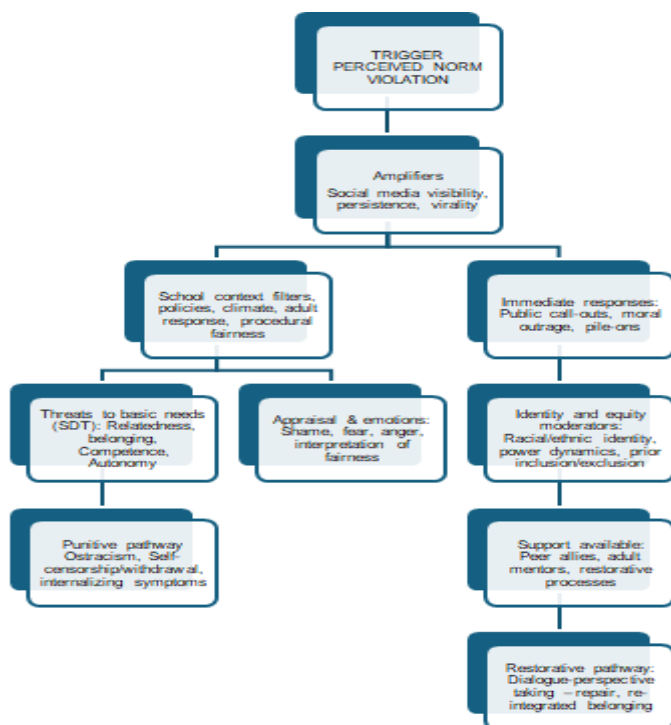 TRIGGER
PERCEIVED NORM
VIOLATION
Amplifiers
Social media visibility,
persistence, virality
School context filters,
policies, climate, adult
response, procedural
fairness
Immediate responses:
Public call-outs, moral
outrage, pile-ons
Threats to basic needs
(SDT): Relatedness,
belonging,
Competence,
Autonomy
Appraisal & emotions:
Shame, fear, anger,
interpretation of
fairness
Identity and equity
moderators:
Racial/ethnic identity,
power dynamics, prior
inclusion/exclusion
Punitive pathway
Ostracism, Self-
censorship/withdrawal,
internalizing symptoms
Support available:
Peer allies, adult
mentors, restorative
processes
Restorative pathway:
Dialogue-perspective
taking – repair, re-
integrated belonging